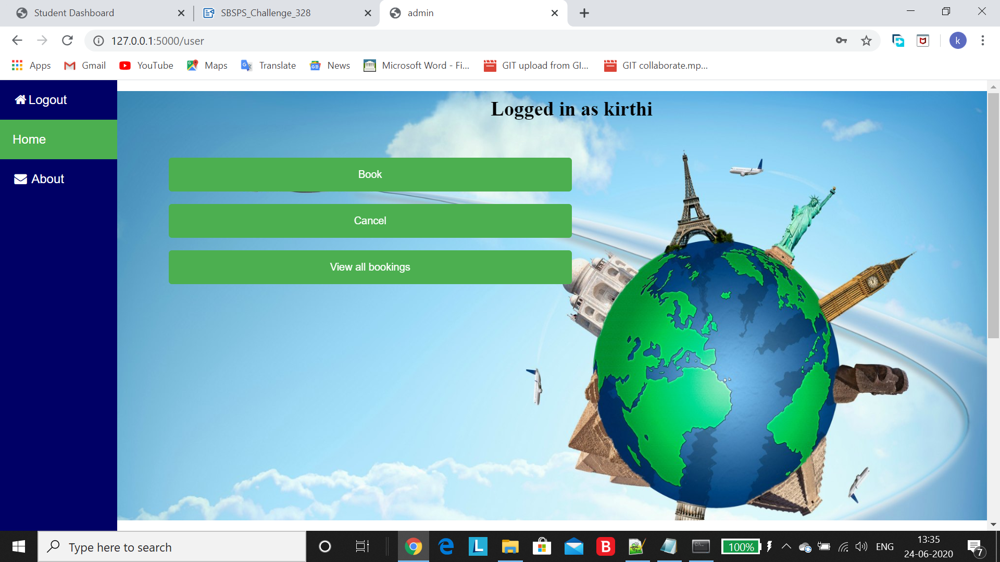 Student Dashboard
SBSPS_Challenge_328
admin
127.0.0.1:5000/user
k
Apps
Gmail
YouTube
Maps
Translate
News
Microsoft Word - Fi...
GIT upload from GI...
GIT collaborate.mp...
Logout
Home
About
Logged in as kirthi
Book
Cancel
View all bookings
Type here to search
100%
ENG
13:35
24-06-2020
7